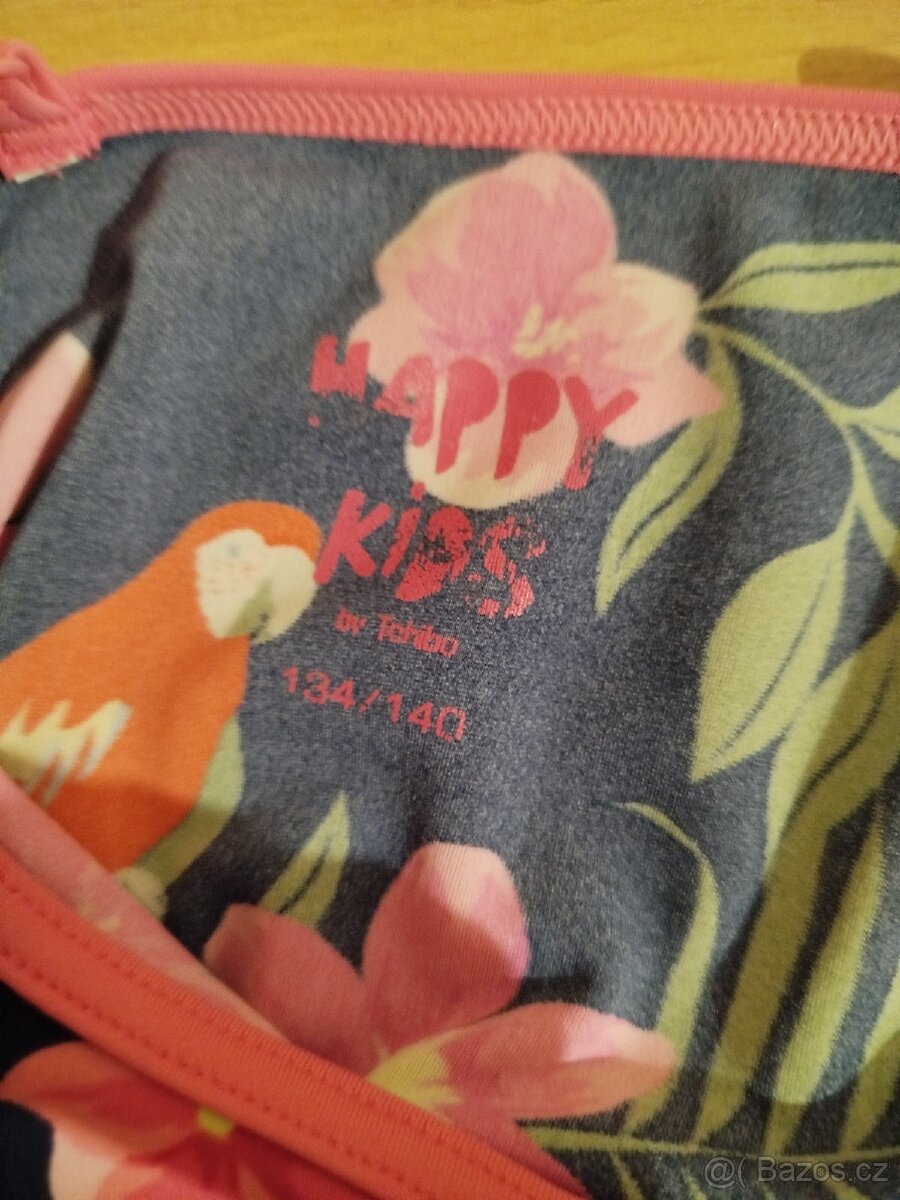 HAPPY
KiDS
by Tchibo
134/140
@( Bazos.cz